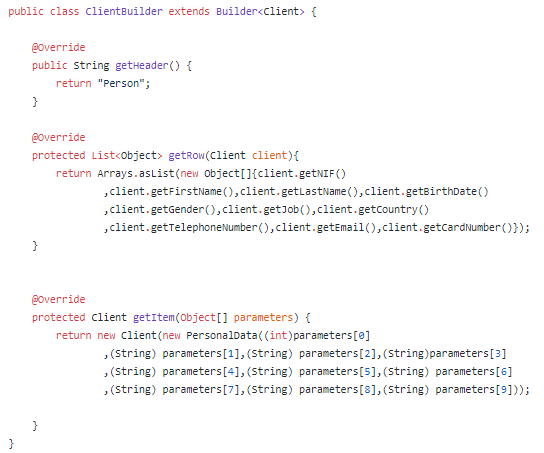 public class ClientBuilder extends Builder<Client> {
@Override
public String getHeader() {
return "Person";
}
@Override
protected List<Object> getRow(Client client){
return Arrays.asList(new Object[]{client.getNIF()
,client.getFirstName(),client.getLastName(),client.getBirthDate()
,client.getGender(),client.getJob(),client.getCountry()
,client.getTelephoneNumber(),client.getEmail(),client.getCardNumber()});
}
@Override
protected Client getItem(Object[] parameters) {
return new Client(new PersonalData((int)parameters[0]
,(String) parameters[1],(String) parameters[2],(String)parameters[3]
,(String) parameters[4],(String) parameters[5],(String) parameters[6]
,(String) parameters[7],(String) parameters[8],(String) parameters[9]));
}
}